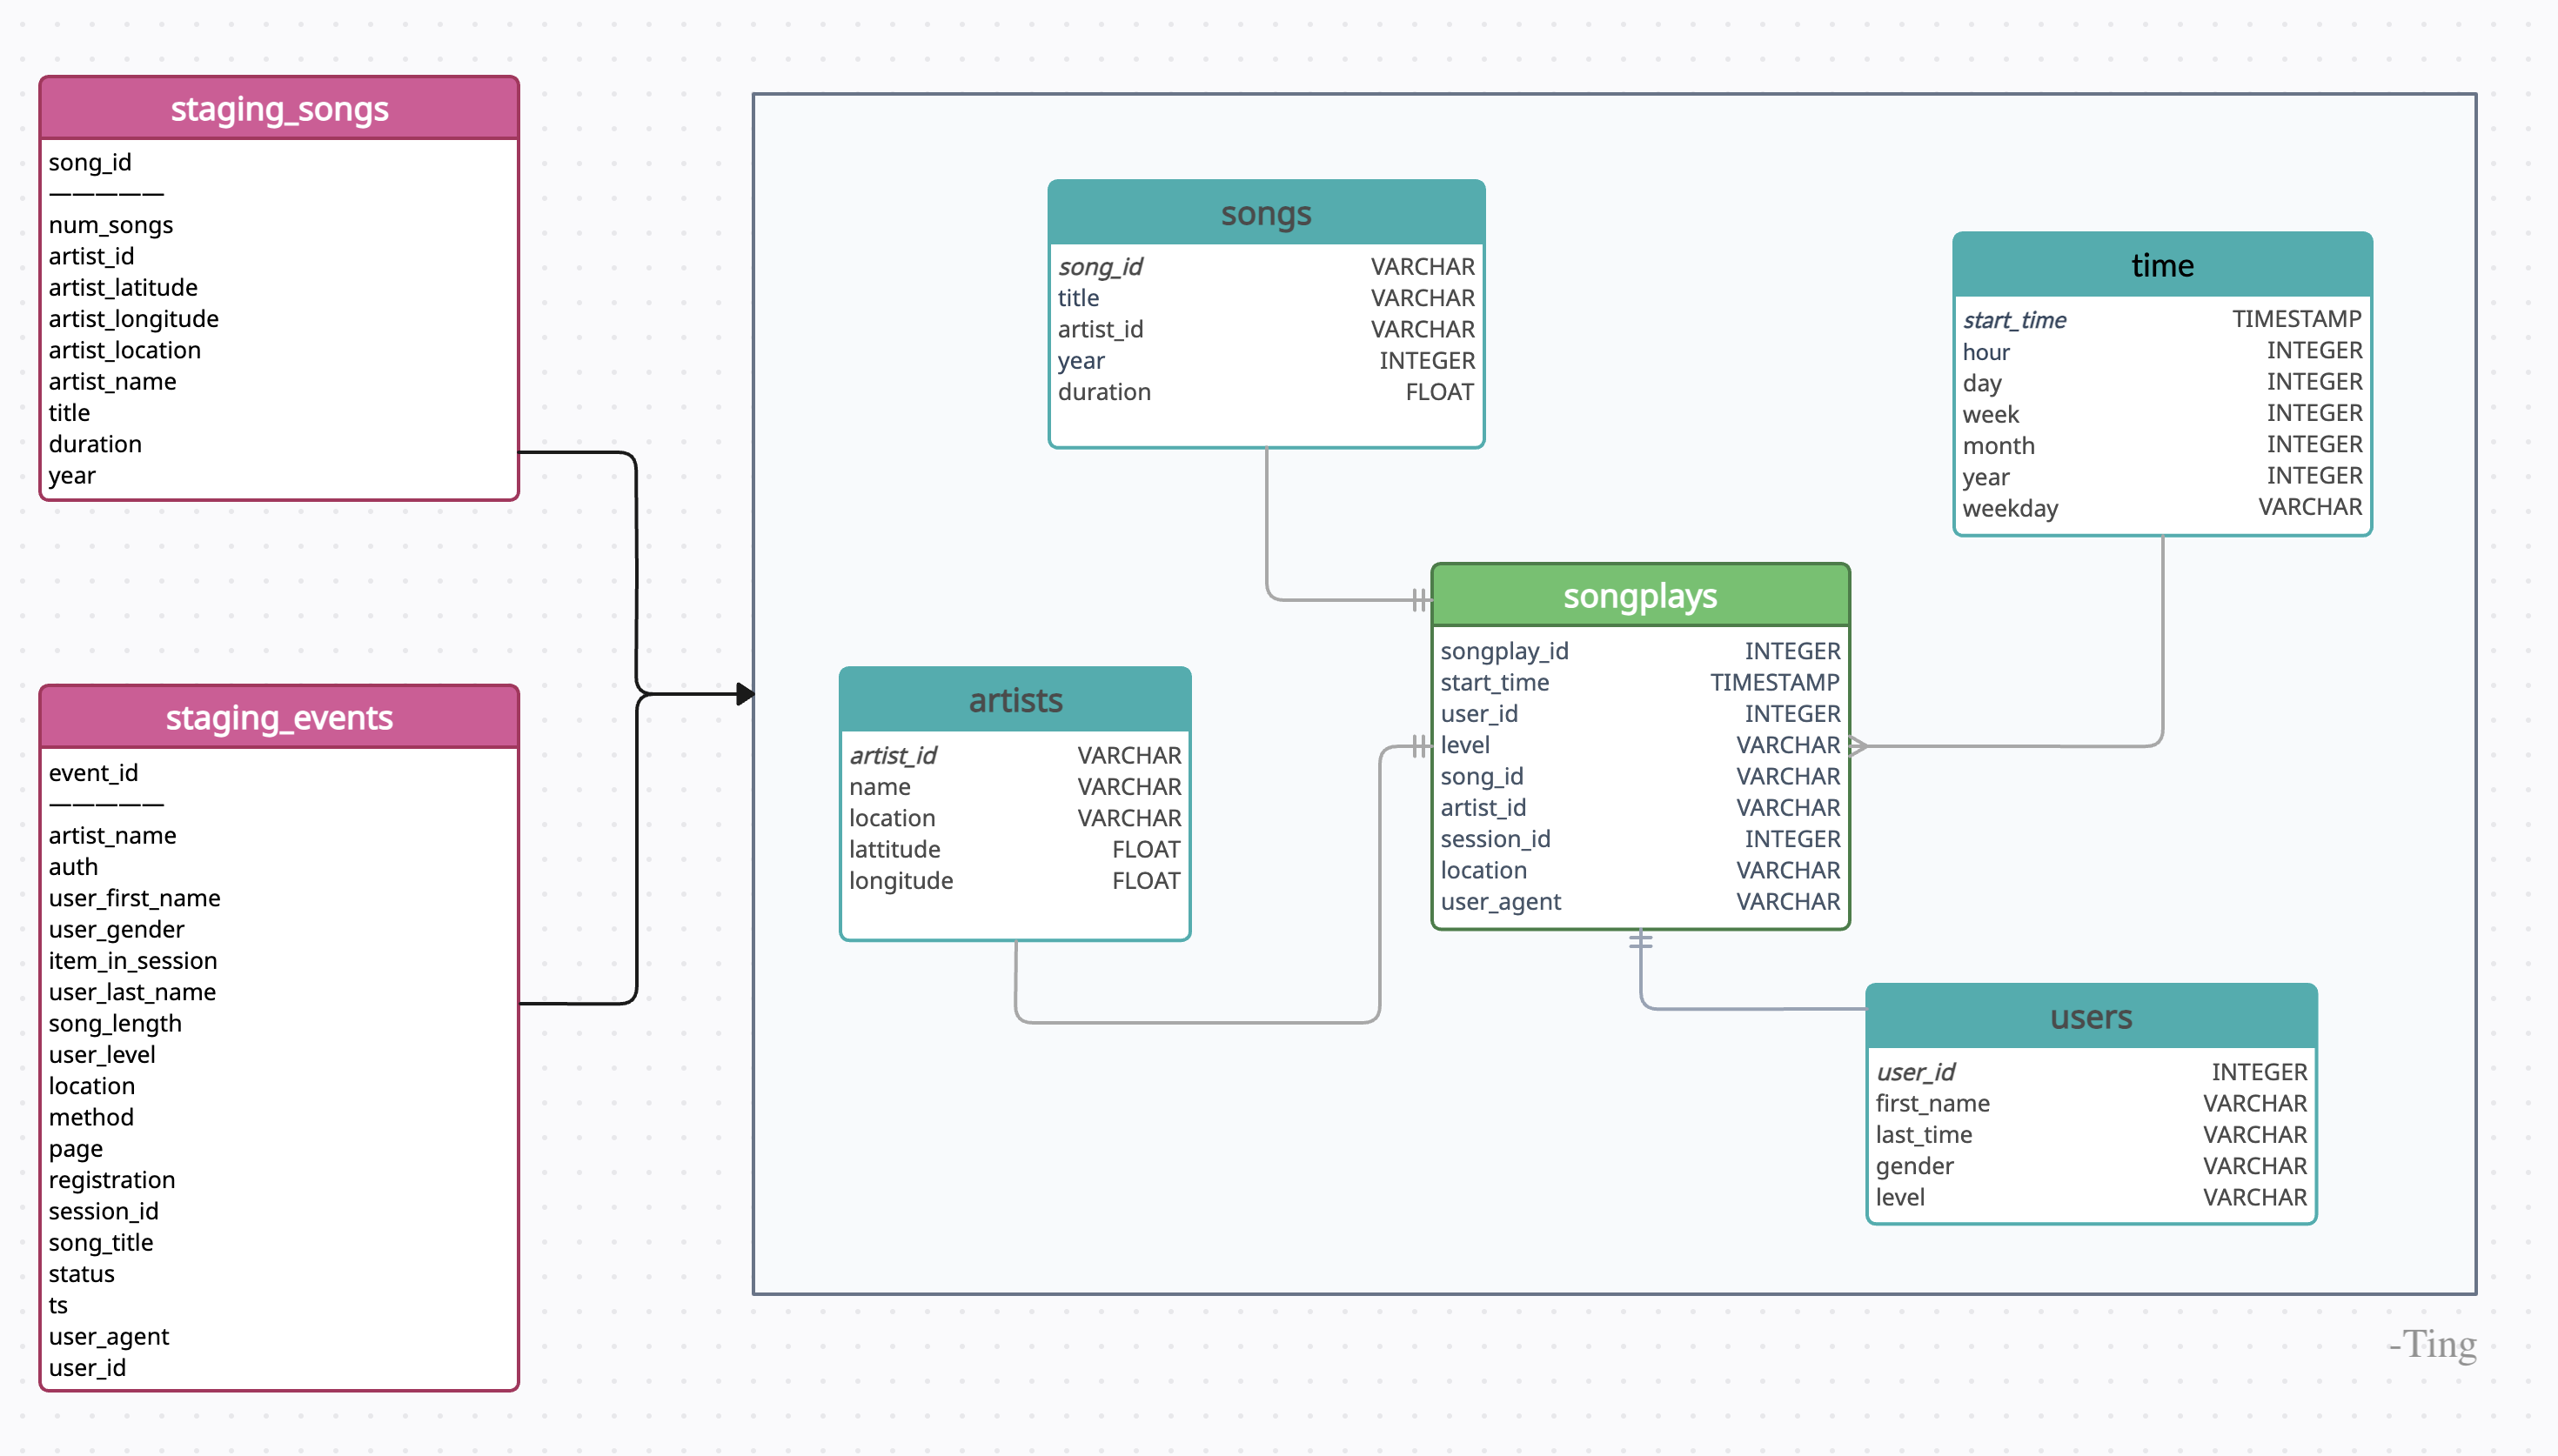 staging_songs
song_id
—————
num_songs
artist_id
artist_latitude
artist_longitude
artist_location
artist_name
title
duration
year
staging_events
event_id
—————
artist_name
auth
user_first_name
user_gender
item_in_session
user_last_name
song_length
user_level
location
method
page
registration
session_id
song_title
status
ts
user_agent
user_id
songs
song_id VARCHAR
title VARCHAR
artist_id VARCHAR
year INTEGER
duration FLOAT
time
start_time TIMESTAMP
hour INTEGER
day INTEGER
week INTEGER
month INTEGER
year INTEGER
weekday VARCHAR
artists
artist_id VARCHAR
name VARCHAR
location VARCHAR
lattitude FLOAT
longitude FLOAT
songplays
songplay_id INTEGER
start_time TIMESTAMP
user_id INTEGER
level VARCHAR
song_id VARCHAR
artist_id VARCHAR
session_id INTEGER
location VARCHAR
user_agent VARCHAR
users
user_id INTEGER
first_name VARCHAR
last_time VARCHAR
gender VARCHAR
level VARCHAR
-Ting